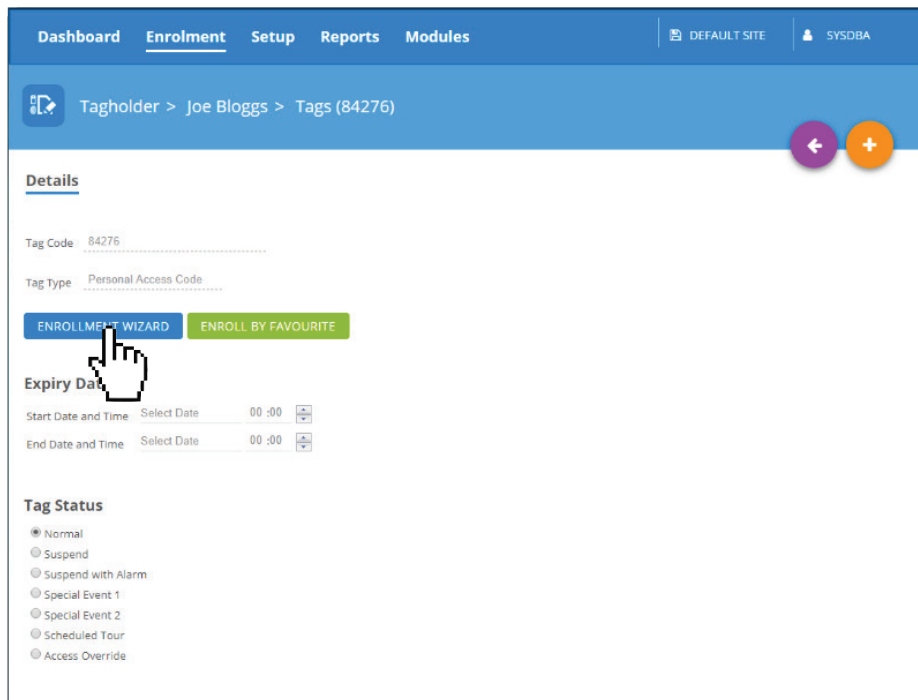 Dashboard Enrolment Setup Reports Modules DEFAULT SITE SYSDBA
Tagholder > Joe Bloggs > Tags (84276)
Details
Tag Code 84276
Tag Type Personal Access Code
ENROLLMENT WIZARD ENROLL BY FAVOURITE
Expiry Dat
Start Date and Time Select Date 00 :00
End Date and Time Select Date 00 :00
Tag Status
Normal
Suspend
Suspend with Alarm
Special Event 1
Special Event 2
Scheduled Tour
Access Override